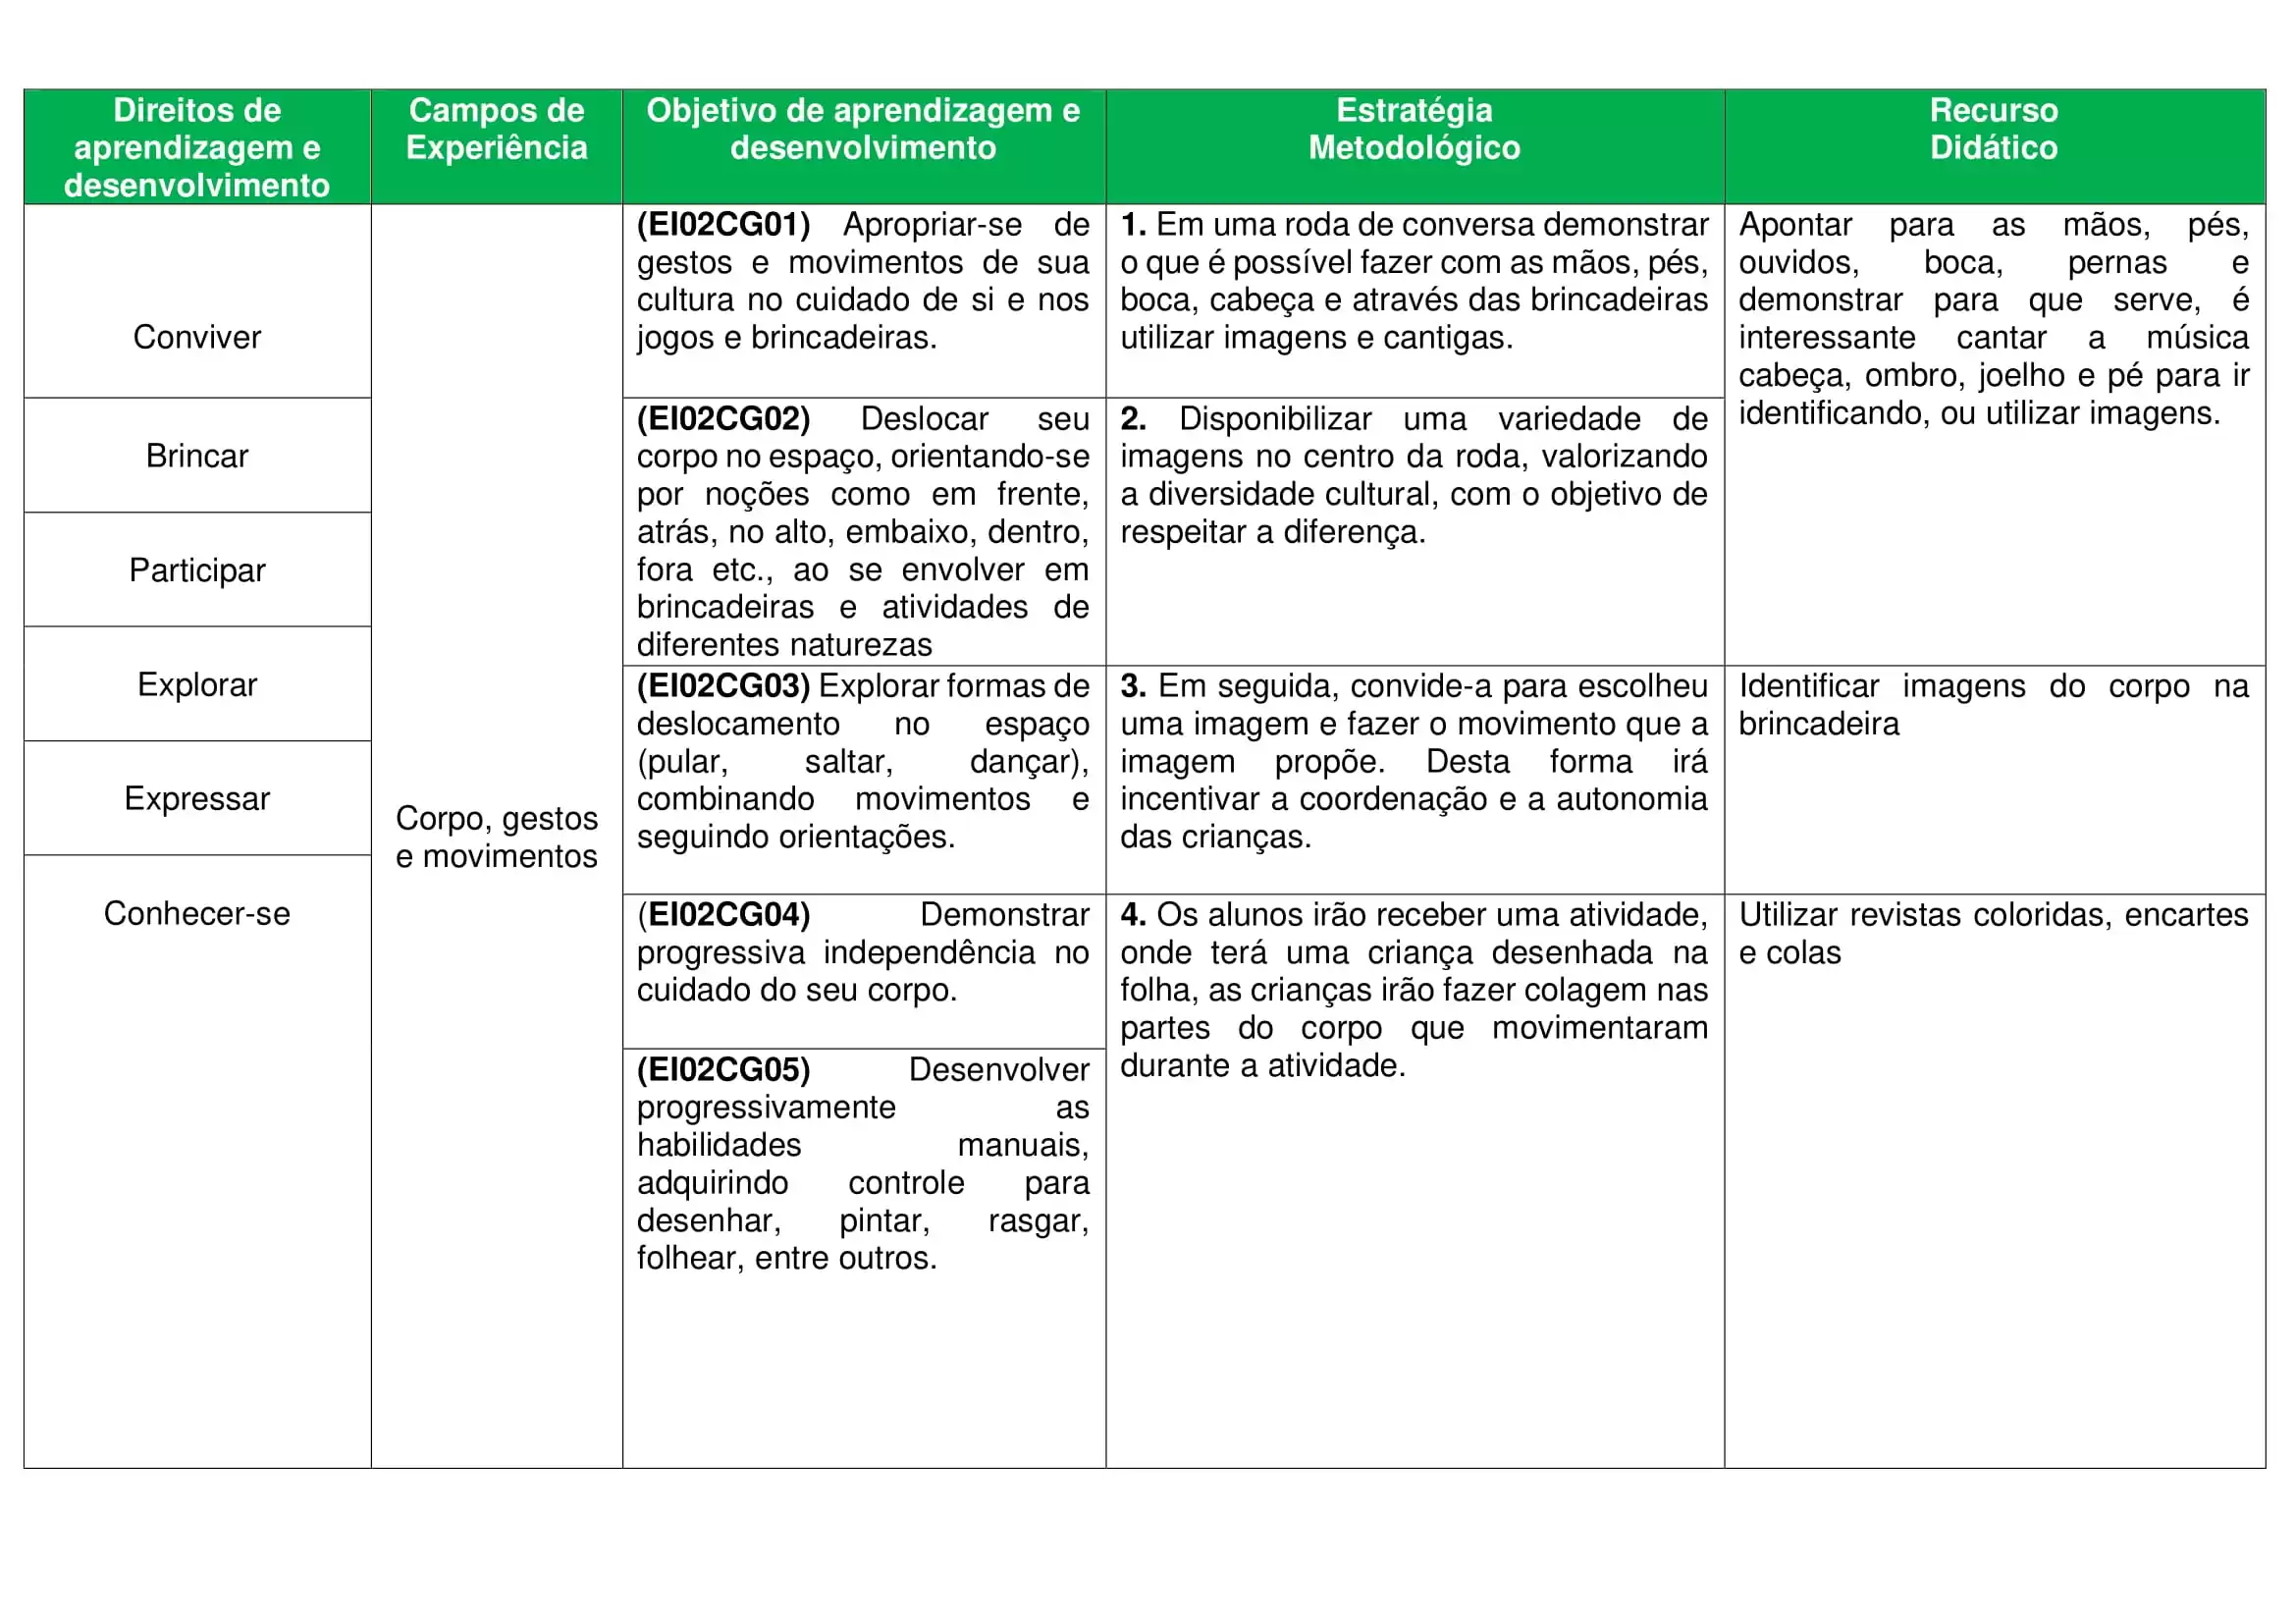 Direitos de
aprendizagem e
desenvolvimento
Campos de
Experiência
Objetivo de aprendizagem e
desenvolvimento
Estratégia
Metodológico
Recurso
Didático
Conviver
Brincar
Participar
Explorar
Expressar
Conhecer-se
Corpo, gestos
e movimentos
(EI02CG01) Apropriar-se de
gestos e movimentos de sua
cultura no cuidado de si e nos
jogos e brincadeiras.
(EI02CG02) Deslocar seu
corpo no espaço, orientando-se
por noções como em frente,
atrás, no alto, embaixo, dentro,
fora etc., ao se envolver em
brincadeiras e atividades de
diferentes naturezas
(EI02CG03) Explorar formas de
deslocamento no espaço
(pular, saltar, dançar),
combinando movimentos e
seguindo orientações.
(EI02CG04) Demonstrar
progressiva independência no
cuidado do seu corpo.
(EI02CG05) Desenvolver
progressivamente as
habilidades manuais,
adquirindo controle para
desenhar, pintar, rasgar,
folhear, entre outros.
1. Em uma roda de conversa demonstrar
o que é possível fazer com as mãos, pés,
boca, cabeça e através das brincadeiras
utilizar imagens e cantigas.
2. Disponibilizar uma variedade de
imagens no centro da roda, valorizando
a diversidade cultural, com o objetivo de
respeitar a diferença.
3. Em seguida, convide-a para escolheu
uma imagem e fazer o movimento que a
imagem propõe. Desta forma irá
incentivar a coordenação e a autonomia
das crianças.
4. Os alunos irão receber uma atividade,
onde terá uma criança desenhada na
folha, as crianças irão fazer colagem nas
partes do corpo que movimentaram
durante a atividade.
Apontar para as mãos, pés,
ouvidos, boca, pernas e
demonstrar para que serve, é
interessante cantar a música
cabeça, ombro, joelho e pé para ir
identificando, ou utilizar imagens.
Identificar imagens do corpo na
brincadeira
Utilizar revistas coloridas, encartes
e colas